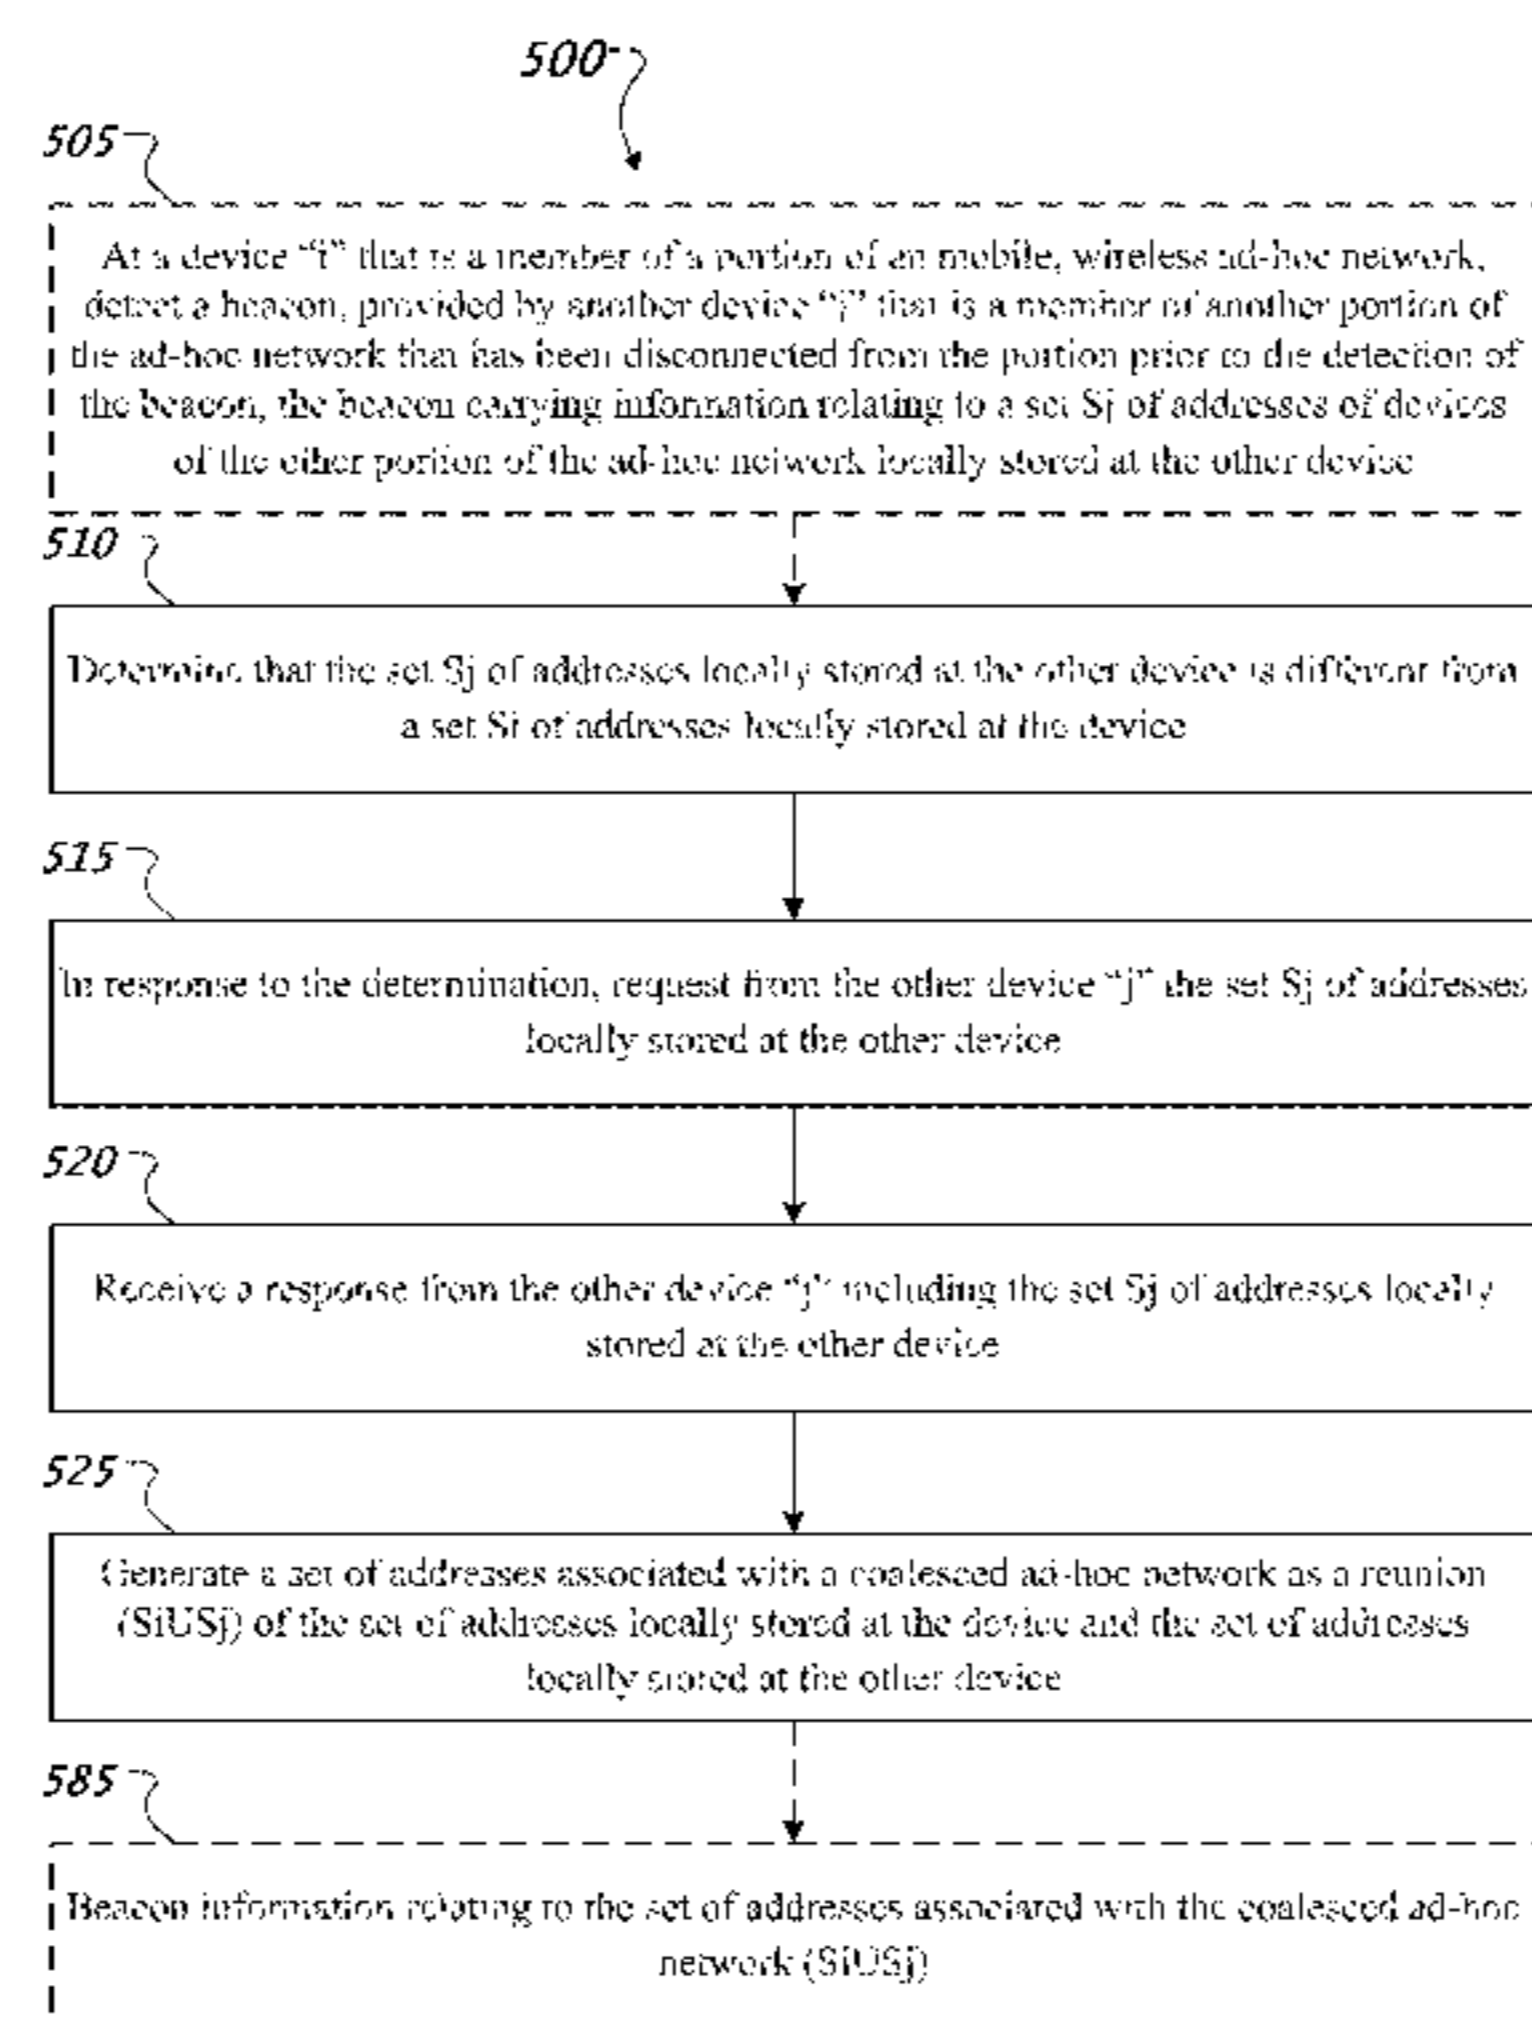 500
505
At a device "i" that is a member of a portion of an mobile, wireless ad-hoc network,
detect a beacon, provided by another device "j" that is a member of another portion of
the ad-hoc network that has been disconnected from the portion prior to the detection of
the beacon, the beacon carrying information relating to a set Sj of addresses of devices
of the other portion of the ad-hoc network locally stored at the other device
510
Determine that the set Sj of addresses locally stored at the other device is different from
a set Si of addresses locally stored at the device
515
In response to the determination, request from the other device "j" the set Sj of addresses
locally stored at the other device
520
Receive a response from the other device "j" including the set Sj of addresses locally
stored at the other device
525
Generate a set of addresses associated with a coalesced ad-hoc network as a reunion
(SiUSj) of the set of addresses locally stored at the device and the set of addresses
locally stored at the other device
585
Beacon information relating to the set of addresses associated with the coalesced ad-hoc
network (SiUSj)